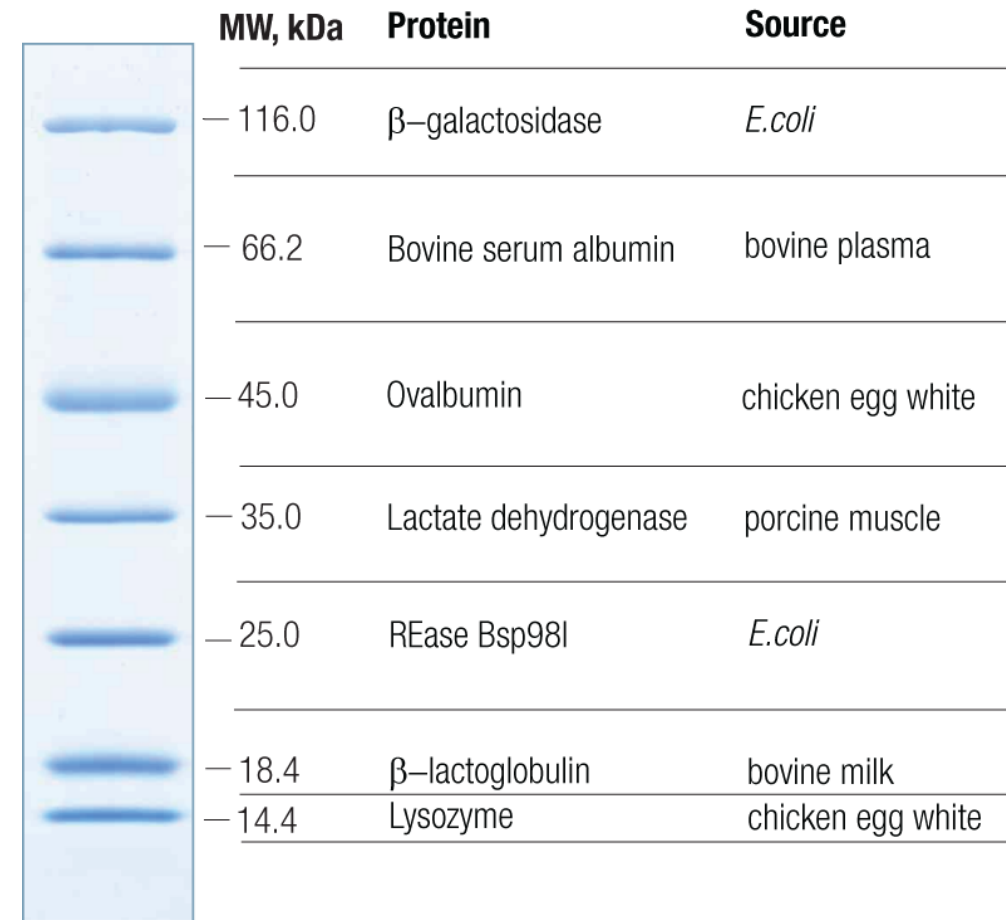 MW, kDa Protein Source
116.0 β–galactosidase E.coli
66.2 Bovine serum albumin bovine plasma
45.0 Ovalbumin chicken egg white
35.0 Lactate dehydrogenase porcine muscle
25.0 REase Bsp98I E.coli
18.4 β–lactoglobulin bovine milk
14.4 Lysozyme chicken egg white